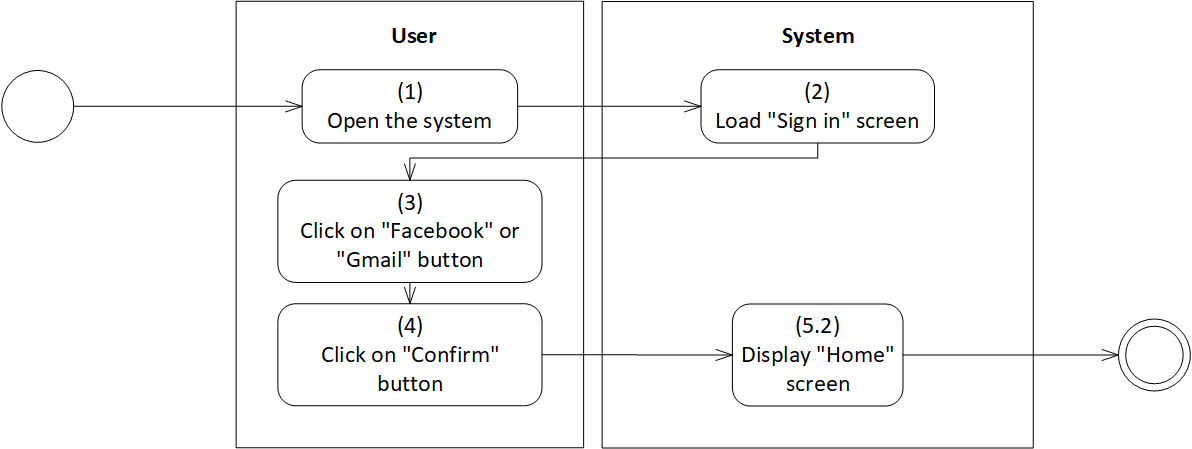 User
System
(1)
Open the system
(2)
Load "Sign in" screen
(3)
Click on "Facebook" or
"Gmail" button
(4)
Click on "Confirm"
button
(5.2)
Display "Home"
screen